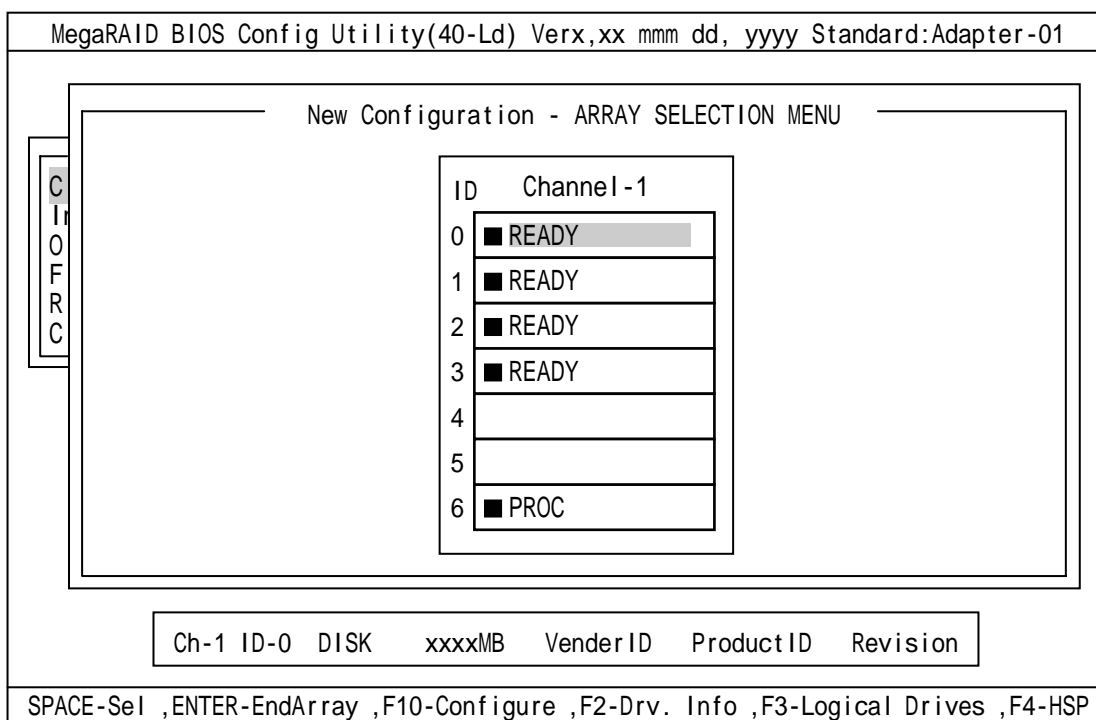 MegaRAID BIOS Config Utility(40-Ld) Verx,xx mmm dd, yyyy Standard:Adapter-01
New Configuration - ARRAY SELECTION MENU
C
O
F
R
C
ID Channel-1
0 READY
1 READY
2 READY
3 READY
4
5
6 PROC
Ch-1 ID-0 DISK xxxxMB VenderID ProductID Revision
SPACE-Sel ,ENTER-EndArray ,F10-Configure ,F2-Drv. Info ,F3-Logical Drives ,F4-HSP